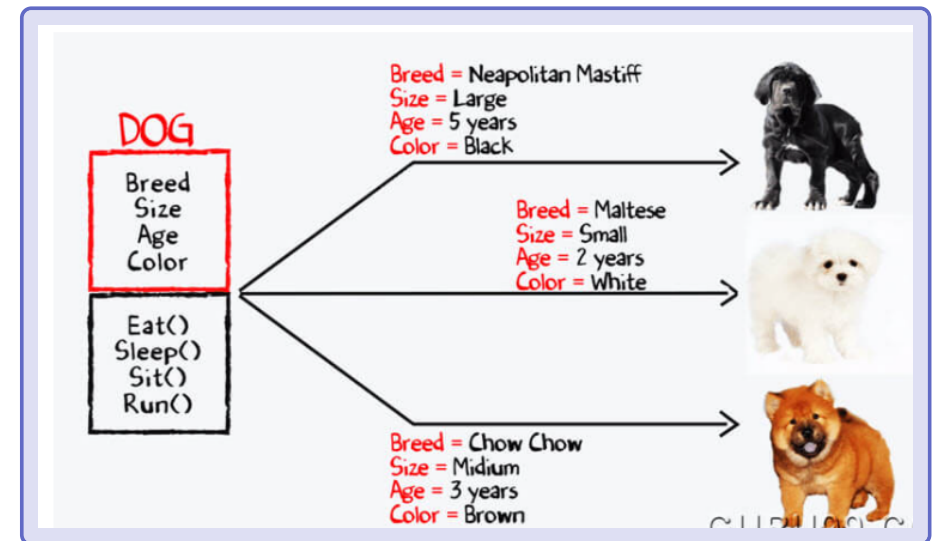 DOG
Breed
Size
Age
Color
Eat()
Sleep()
Sit()
Run()
Breed = Neapolitan Mastiff
Size = Large
Age = 5 years
Color = Black
Breed = Maltese
Size = Small
Age = 2 years
Color = White
Breed = Chow Chow
Size = Midium
Age = 3 years
Color = Brown